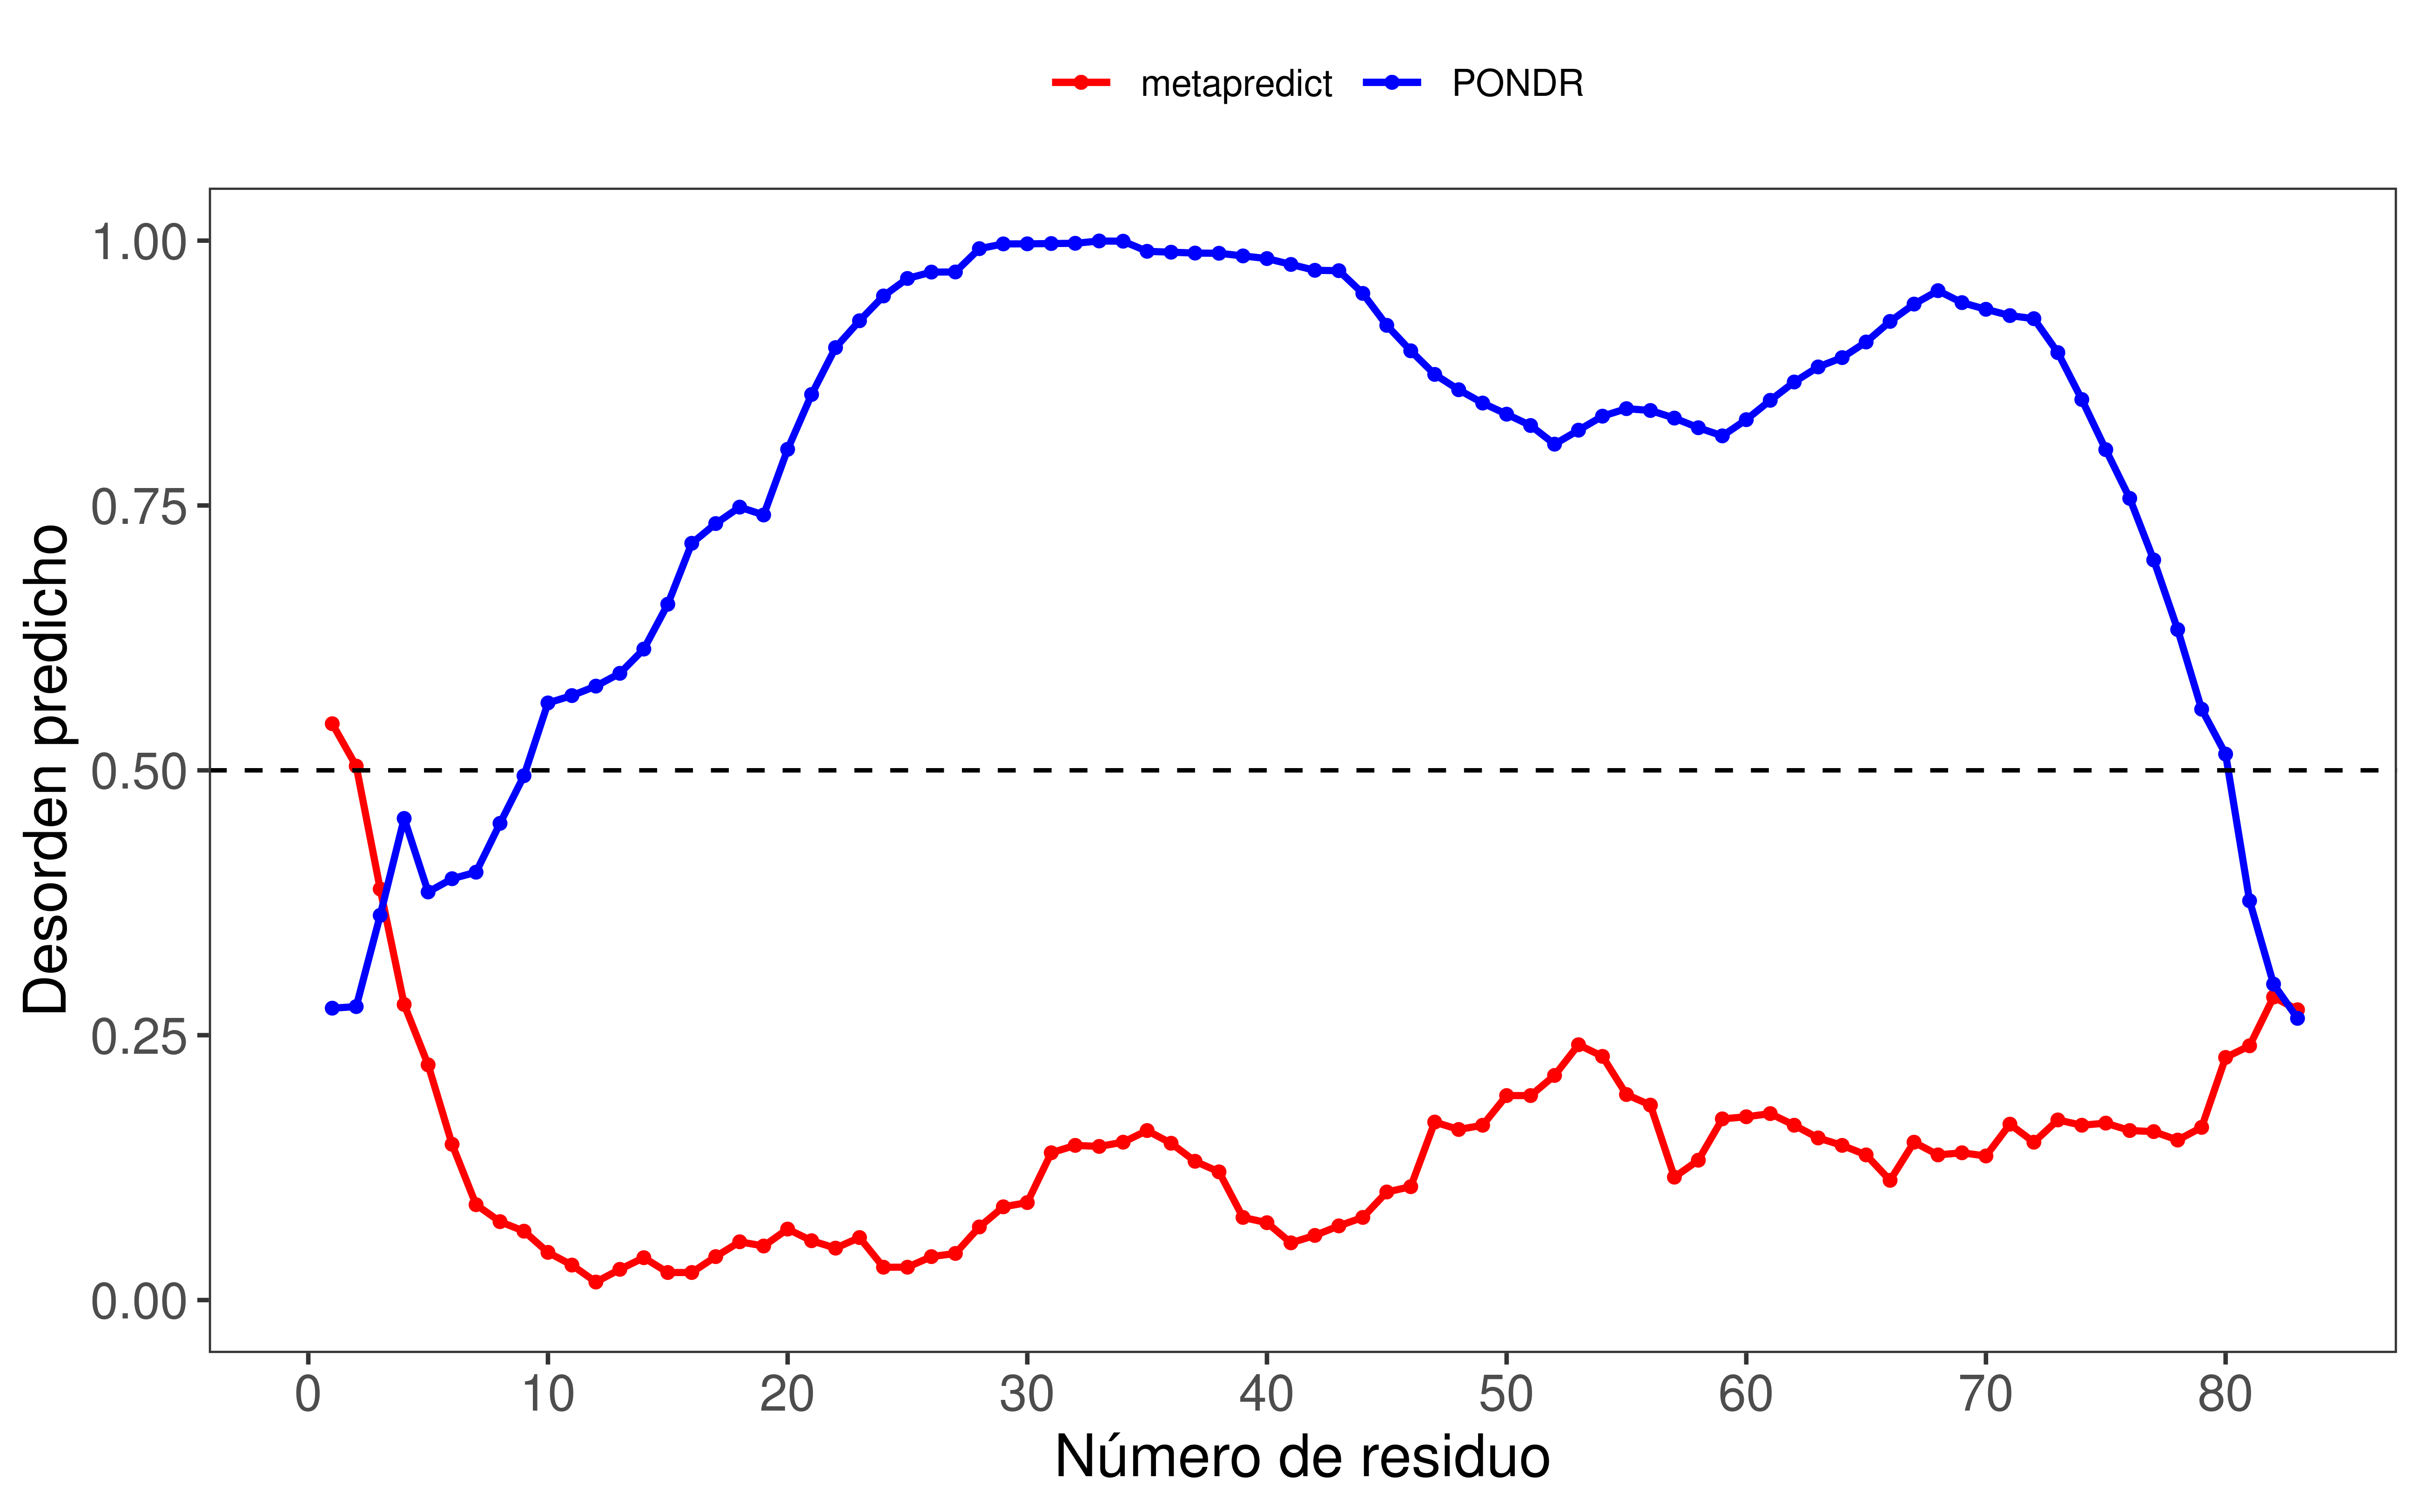 metapredict PONDR
Desorden predicho
1.00
0.75
0.50
0.25
0.00
0 10 20 30 40 50 60 70 80
Número de residuo